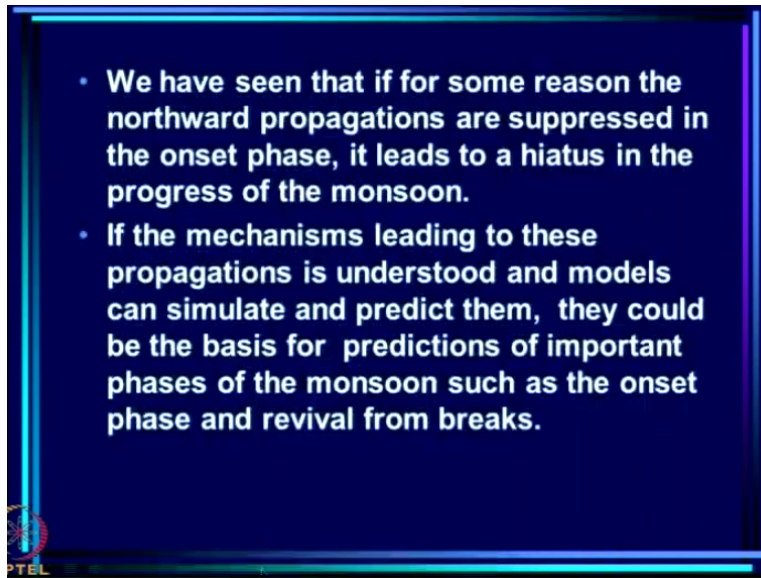 • We have seen that if for some reason the
northward propagations are suppressed in
the onset phase, it leads to a hiatus in the
progress of the monsoon.
• If the mechanisms leading to these
propagations is understood and models
can simulate and predict them, they could
be the basis for predictions of important
phases of the monsoon such as the onset
phase and revival from breaks.
PTEL